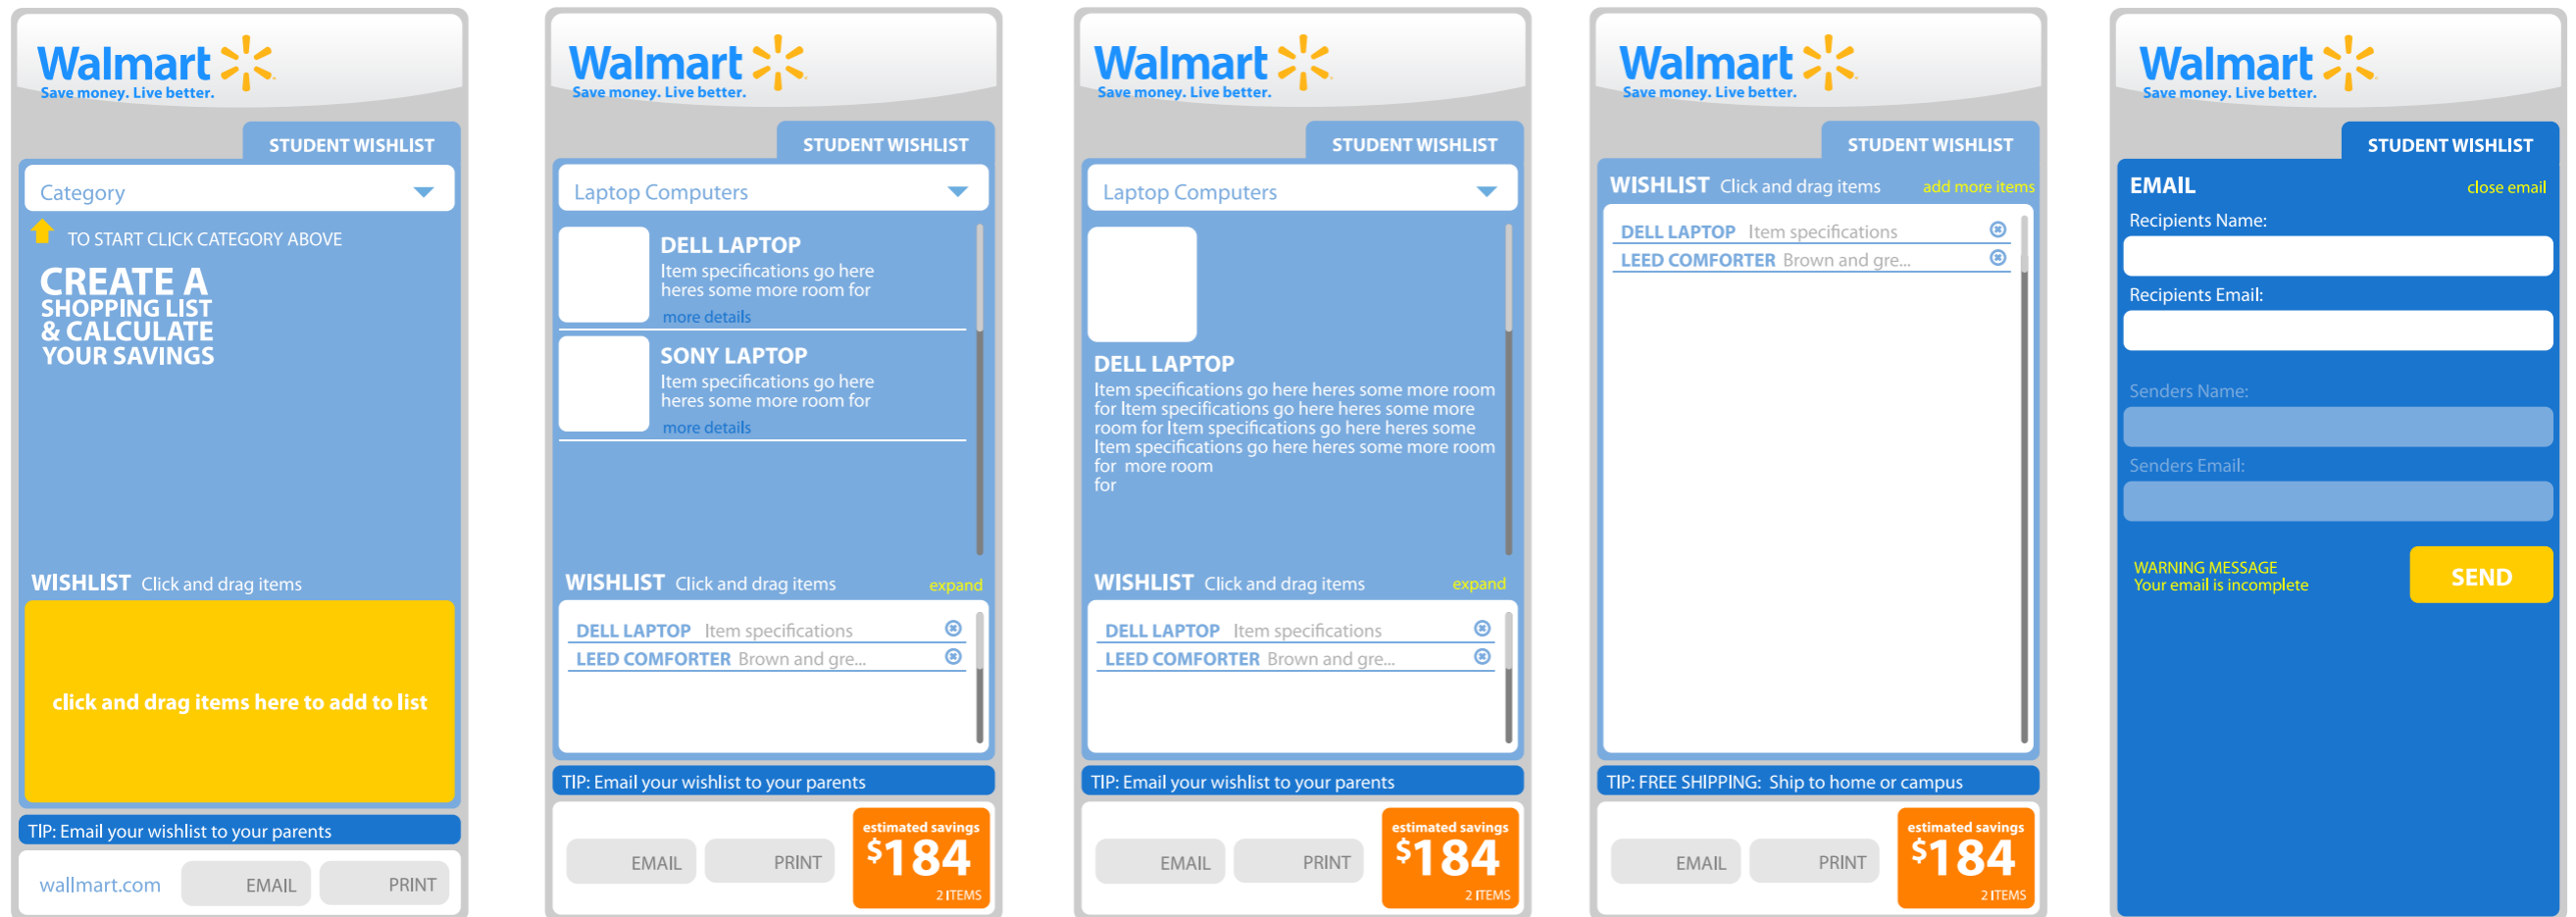 Walmart
Save money. Live better.
STUDENT WISHLIST
Category
TO START CLICK CATEGORY ABOVE
CREATE A
SHOPPING LIST
& CALCULATE
YOUR SAVINGS
WISHLIST Click and drag items
click and drag items here to add to list
TIP: Email your wishlist to your parents
wallmart.com EMAIL PRINT
Walmart
Save money. Live better.
STUDENT WISHLIST
Laptop Computers
DELL LAPTOP
Item specifications go here
heres some more room for
more details
SONY LAPTOP
Item specifications go here
heres some more room for
more details
WISHLIST Click and drag items expand
DELL LAPTOP Item specifications
LEED COMFORTER Brown and gre...
TIP: Email your wishlist to your parents
EMAIL PRINT
estimated savings
$184
2 ITEMS
Walmart
Save money. Live better.
STUDENT WISHLIST
Laptop Computers
DELL LAPTOP
Item specifications go here heres some more room
for Item specifications go here heres some more
room for Item specifications go here heres some
Item specifications go here heres some more room
for more room
for
WISHLIST Click and drag items expand
DELL LAPTOP Item specifications
LEED COMFORTER Brown and gre...
TIP: Email your wishlist to your parents
EMAIL PRINT
estimated savings
$184
2 ITEMS
Walmart
Save money. Live better.
STUDENT WISHLIST
WISHLIST Click and drag items add more items
DELL LAPTOP Item specifications
LEED COMFORTER Brown and gre...
TIP: FREE SHIPPING: Ship to home or campus
EMAIL PRINT
estimated savings
$184
2 ITEMS
Walmart
Save money. Live better.
STUDENT WISHLIST
EMAIL close email
Recipients Name:
Recipients Email:
Senders Name:
Senders Email:
WARNING MESSAGE
Your email is incomplete
SEND